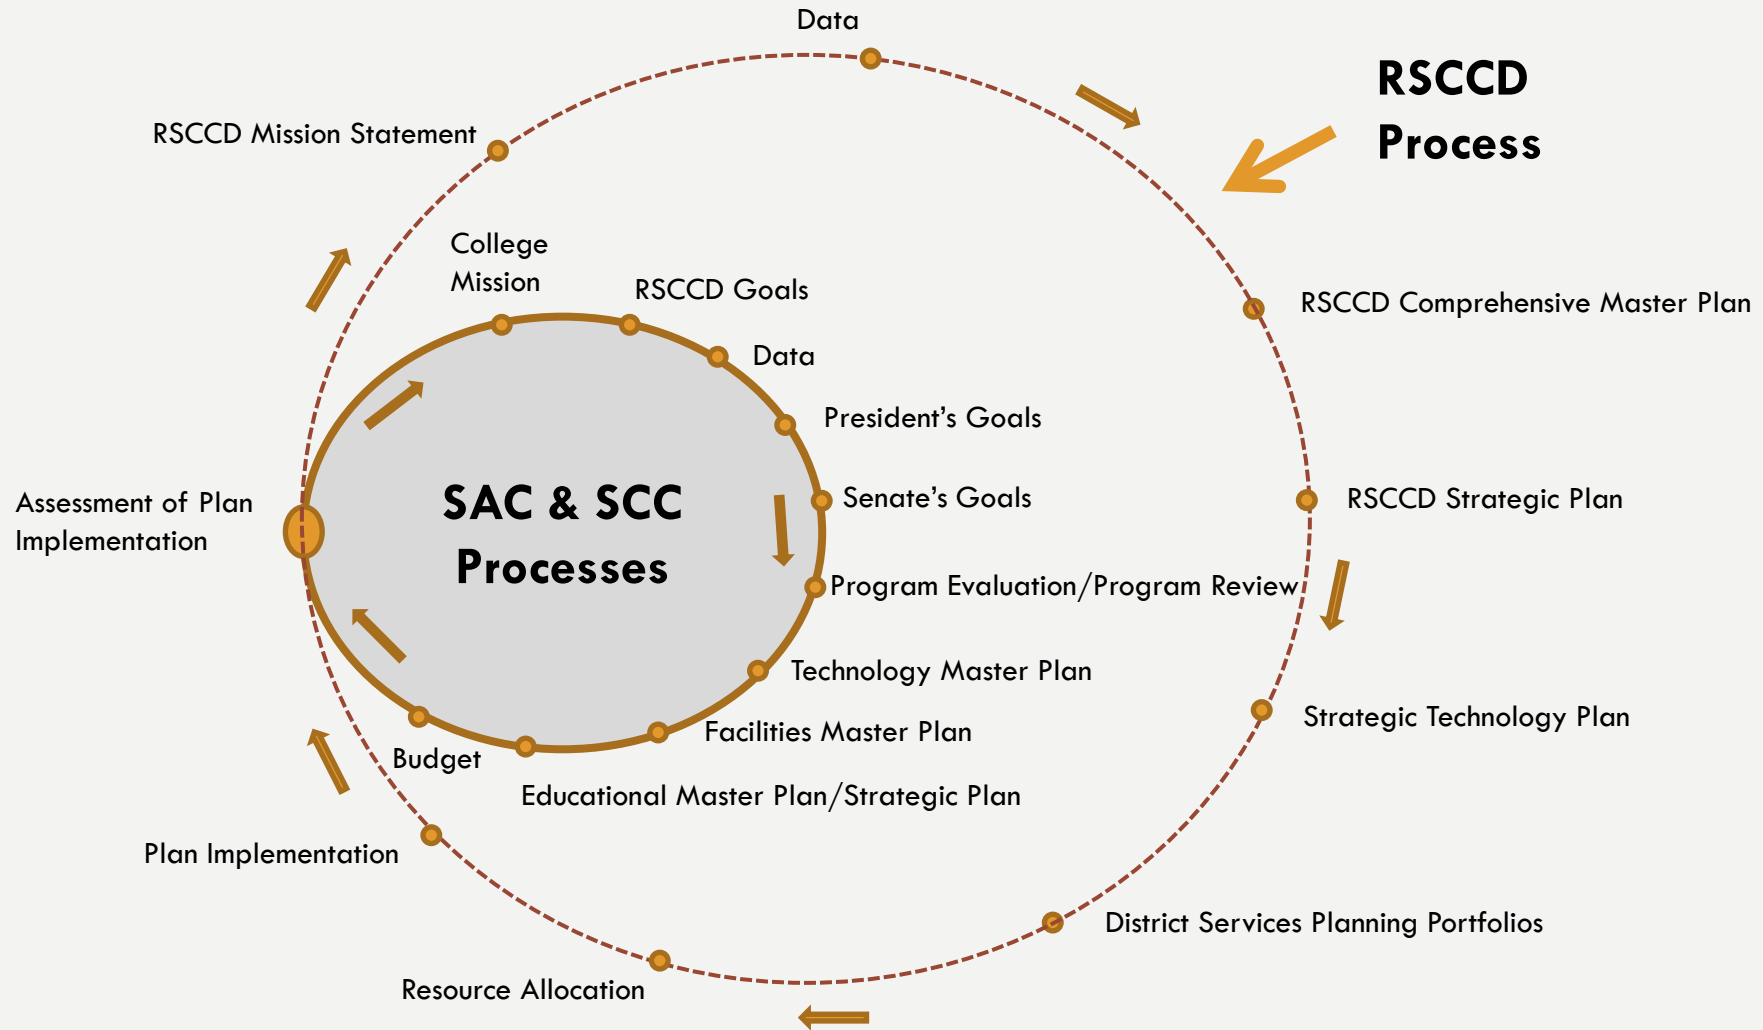 Data
RSCCD
Process
RSCCD Mission Statement
College
Mission
RSCCD Goals
RSCCD Comprehensive Master Plan
Data
President’s Goals
Assessment of Plan
Implementation
SAC & SCC
Processes
Senate’s Goals
RSCCD Strategic Plan
Program Evaluation/Program Review
Technology Master Plan
Strategic Technology Plan
Facilities Master Plan
Budget
Educational Master Plan/Strategic Plan
Plan Implementation
District Services Planning Portfolios
Resource Allocation